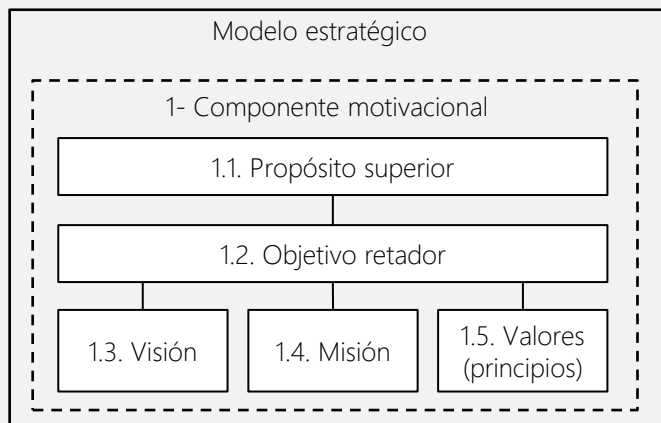 Modelo estratégico
1- Componente motivacional
1.1. Propósito superior
1.2. Objetivo retador
1.3. Visión
1.4. Misión
1.5. Valores
(principios)